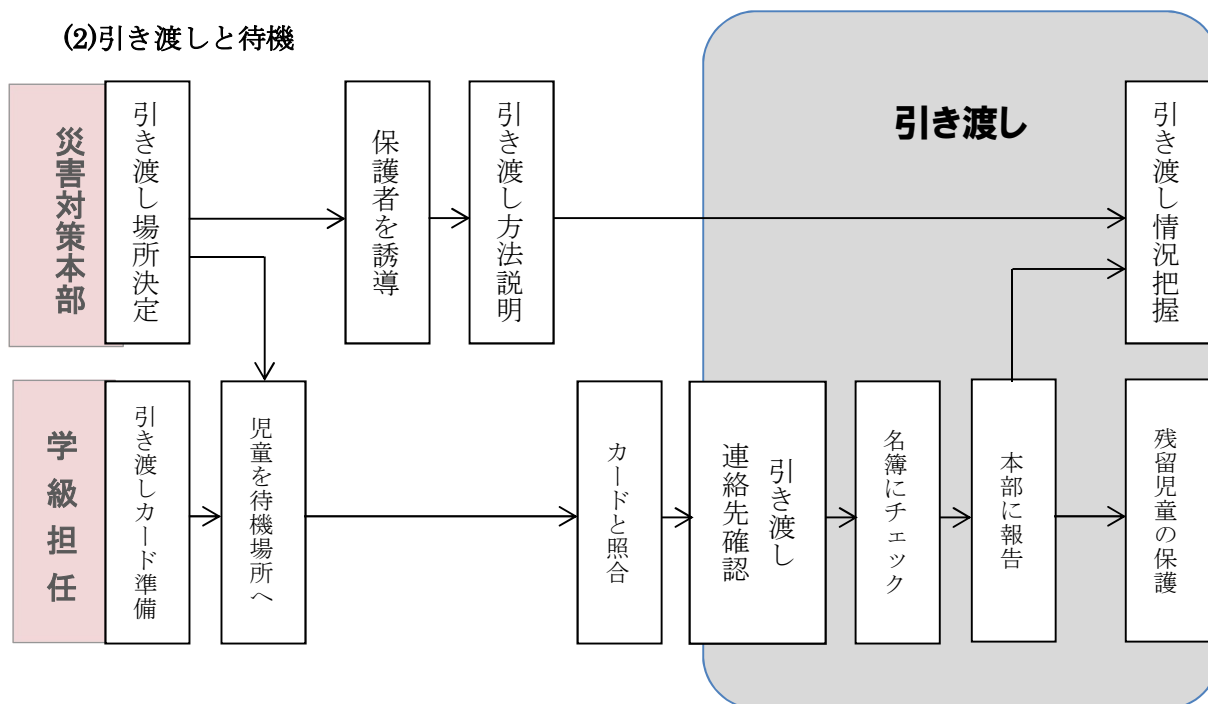 (2)引き渡しと待機
災害対策本部
引き渡し場所決定
保護者を誘導
引き渡し方法説明
引き渡し
引き渡し情況把握
学級担任
引き渡しカード準備
児童を待機場所へ
カードと照合
引き渡し
連絡先確認
名簿にチェック
本部に報告
残留児童の保護